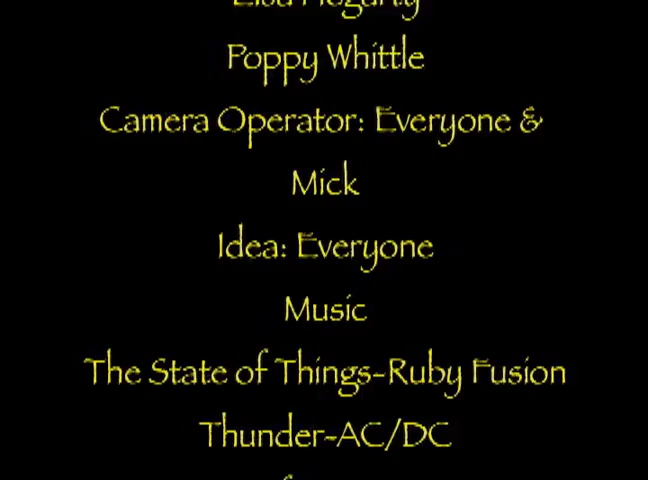 Poppy Whittle
Camera Operator: Everyone &
Mick
Idea: Everyone
Music
The State of Things-Ruby Fusion
Thunder-AC/DC